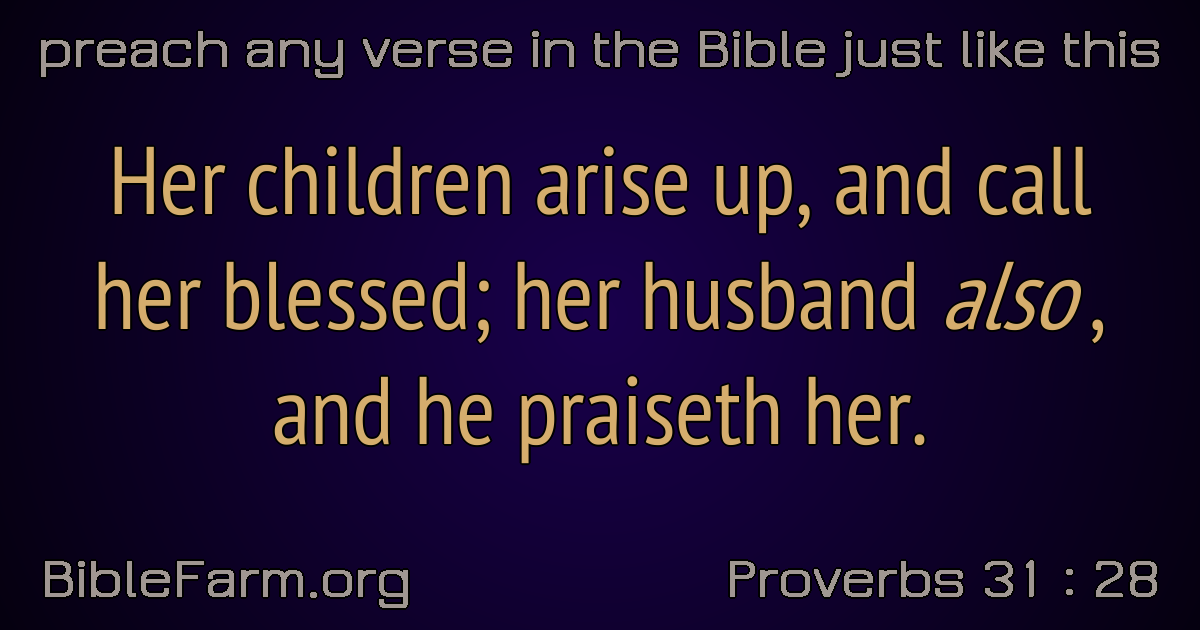 preach any verse in the Bible just like this
Her children arise up, and call
her blessed; her husband also,
and he praiseth her.
BibleFarm.org
Proverbs 31 : 28